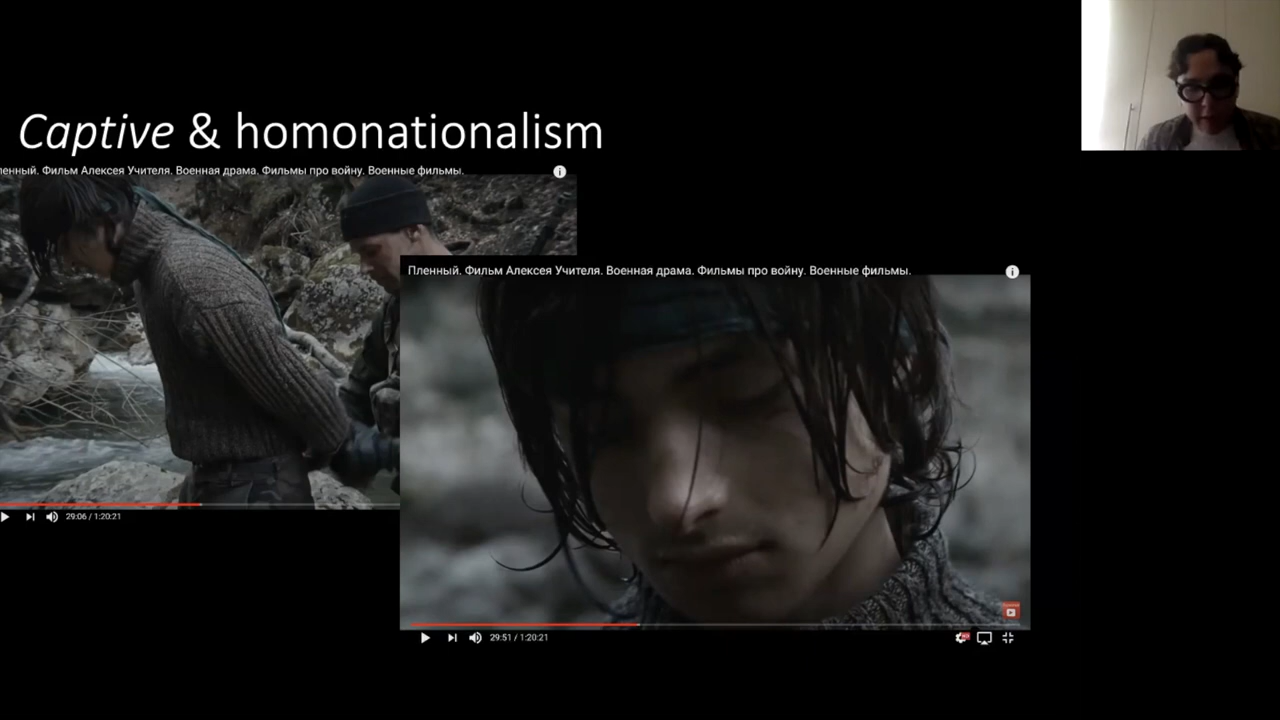 Captive & homonationalism
ленный. Фильм Алексея Учителя. Военная драма. Фильмы про войну. Военные фильмы.
29:06 / 1:20:21
Пленный. Фильм Алексея Учителя. Военная драма. Фильмы про войну. Военные фильмы.
29:51 / 1:20:21